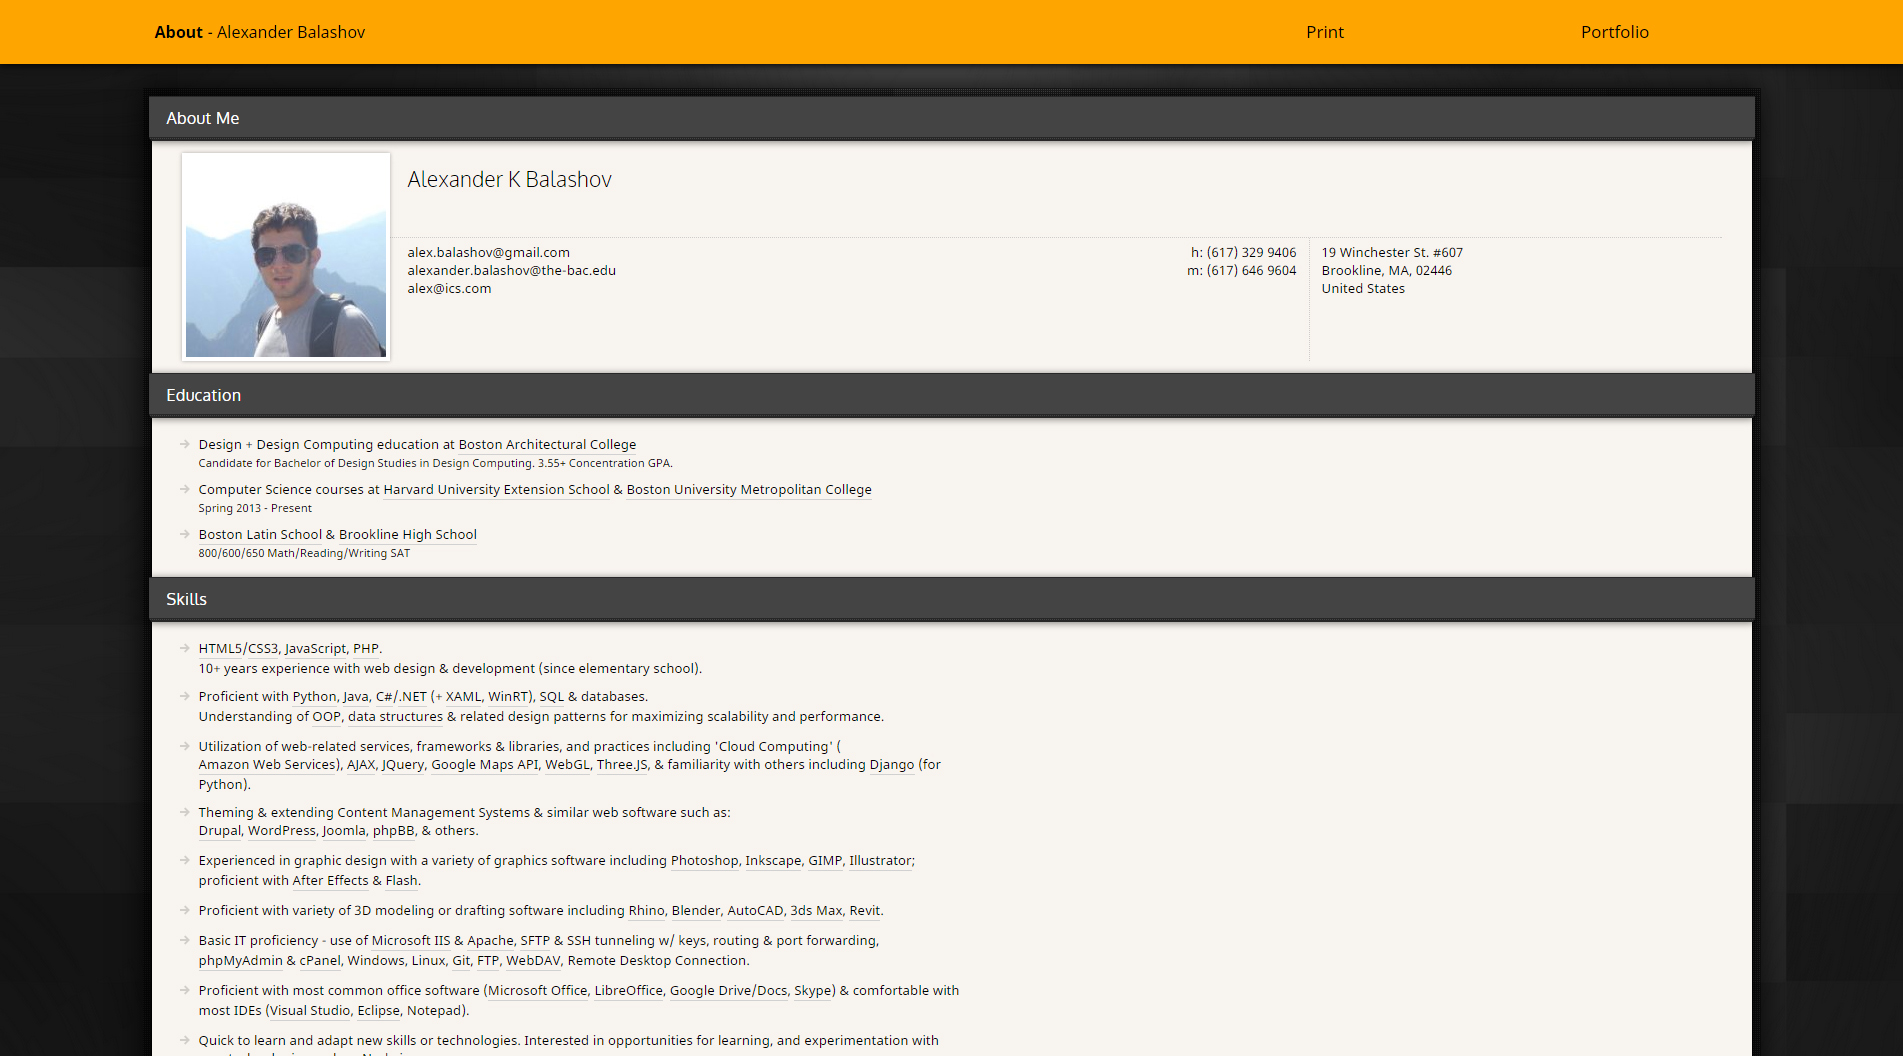 About - Alexander Balashov
Print
Portfolio
About Me
Alexander K Balashov
alex.balashov@gmail.com
alexander.balashov@the-bac.edu
alex@ics.com
h: (617) 329 9406
m: (617) 646 9604
19 Winchester St. #607
Brookline, MA, 02446
United States
Education
Design + Design Computing education at Boston Architectural College
Candidate for Bachelor of Design Studies in Design Computing. 3.55+ Concentration GPA.
Computer Science courses at Harvard University Extension School & Boston University Metropolitan College
Spring 2013 - Present
Boston Latin School & Brookline High School
800/600/650 Math/Reading/Writing SAT
Skills
HTML5/CSS3, JavaScript, PHP.
10+ years experience with web design & development (since elementary school).
Proficient with Python, Java, C#/.NET (+ XAML, WinRT), SQL & databases.
Understanding of OOP, data structures & related design patterns for maximizing scalability and performance.
Utilization of web-related services, frameworks & libraries, and practices including 'Cloud Computing' (
Amazon Web Services), AJAX, JQuery, Google Maps API, WebGL, Three.JS, & familiarity with others including Django (for
Python).
Theming & extending Content Management Systems & similar web software such as:
Drupal, WordPress, Joomla, phpBB, & others.
Experienced in graphic design with a variety of graphics software including Photoshop, Inkscape, GIMP, Illustrator;
proficient with After Effects & Flash.
Proficient with variety of 3D modeling or drafting software including Rhino, Blender, AutoCAD, 3ds Max, Revit.
Basic IT proficiency - use of Microsoft IIS & Apache, SFTP & SSH tunneling w/ keys, routing & port forwarding,
phpMyAdmin & cPanel, Windows, Linux, Git, FTP, WebDAV, Remote Desktop Connection.
Proficient with most common office software (Microsoft Office, LibreOffice, Google Drive/Docs, Skype) & comfortable with
most IDEs (Visual Studio, Eclipse, Notepad).
Quick to learn and adapt new skills or technologies. Interested in opportunities for learning, and experimentation with